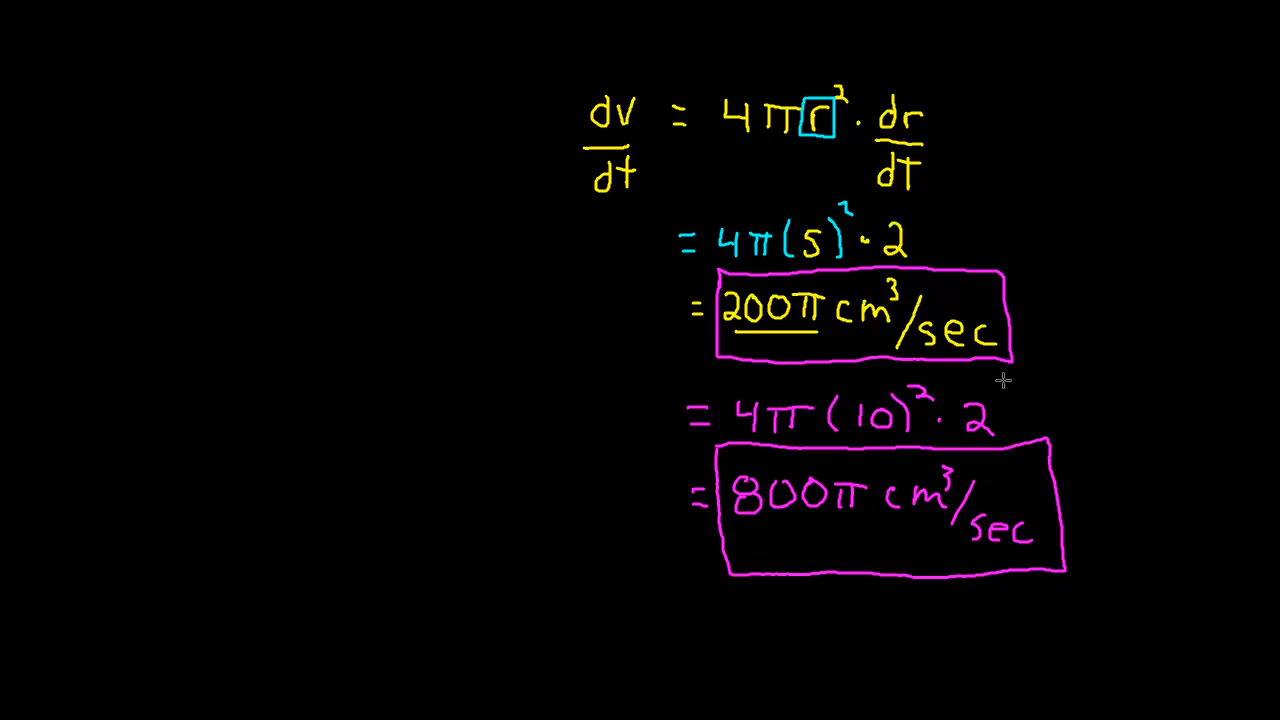 dv/dt = 4πr² · dr/dT
= 4π(5)² · 2
= 200π cm³/sec
= 4π(10)² · 2
= 800π cm³/sec